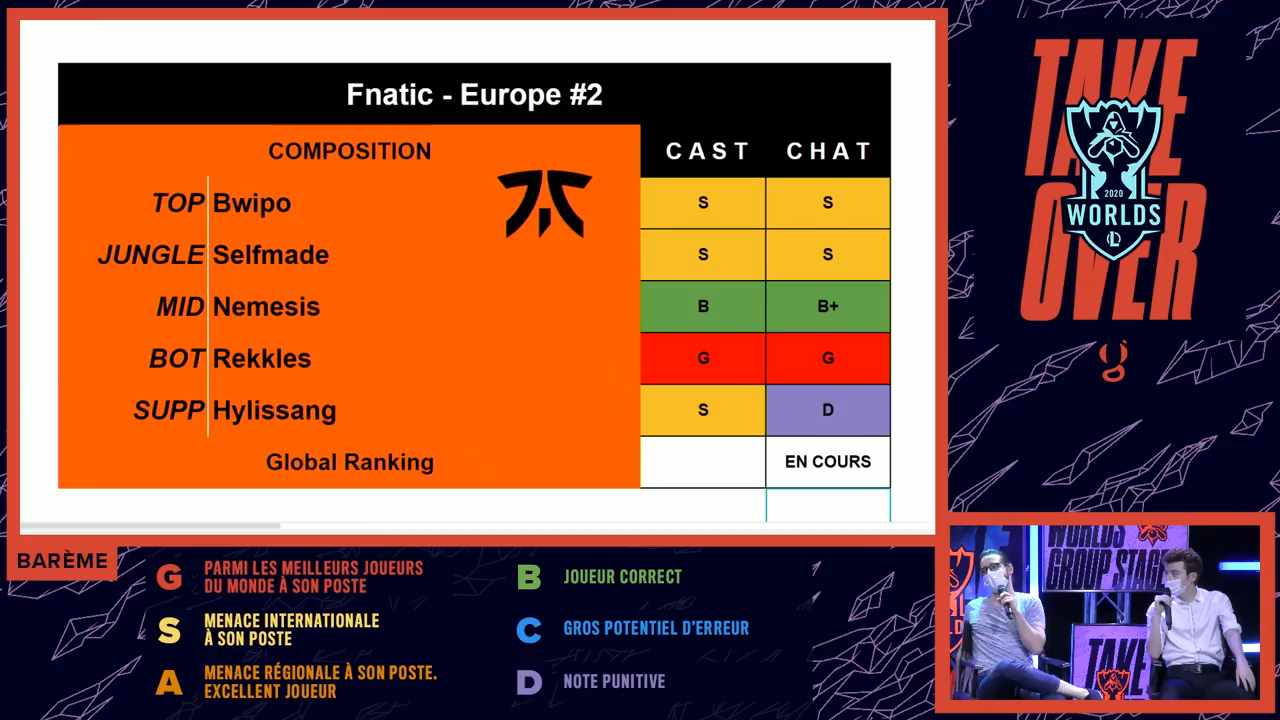 Fnatic - Europe #2
COMPOSITION
CAST
CHAT
TOP Bwipo S S
JUNGLE Selfmade S S
MID Nemesis B B+
BOT Rekkles G G
SUPP Hylissang S D
Global Ranking EN COURS
TAKE
OVER
2020
WORLDS
BARÈME
G PARMI LES MEILLEURS JOUEURS
DU MONDE À SON POSTE
S MENACE INTERNATIONALE
À SON POSTE
A MENACE RÉGIONALE À SON POSTE.
EXCELLENT JOUEUR
B JOUEUR CORRECT
C GROS POTENTIEL D'ERREUR
D NOTE PUNITIVE
WORLDS
GROUP STAGE
TAKE